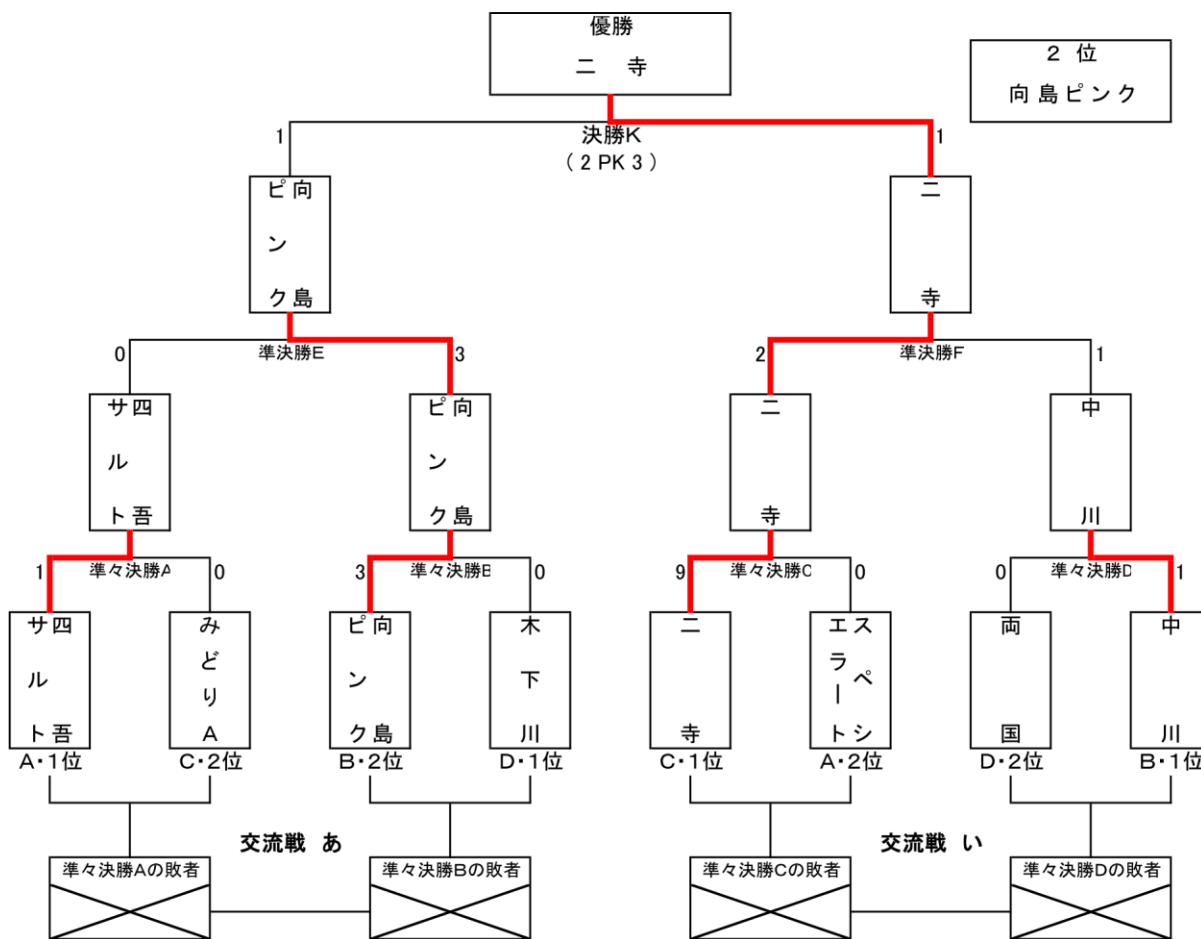 優勝
二 寺
2 位
向島ピンク
1
決勝K
1
( 2 PK 3 )
向島
ピンク
二寺
0
準決勝E
3
2
準決勝F
1
四吾
サルト
向島
ピンク
二寺
中川
1
準々決勝A
0
3
準々決勝B
0
9
準々決勝C
0
0
準々決勝D
1
四吾
サルト
みどりA
向島
ピンク
木下川
二寺
スペシ
エラート
両国
中川
A・1位
C・2位
B・2位
D・1位
C・1位
A・2位
D・2位
B・1位
交流戦 あ
交流戦 い
準々決勝Aの敗者
準々決勝Bの敗者
準々決勝Cの敗者
準々決勝Dの敗者